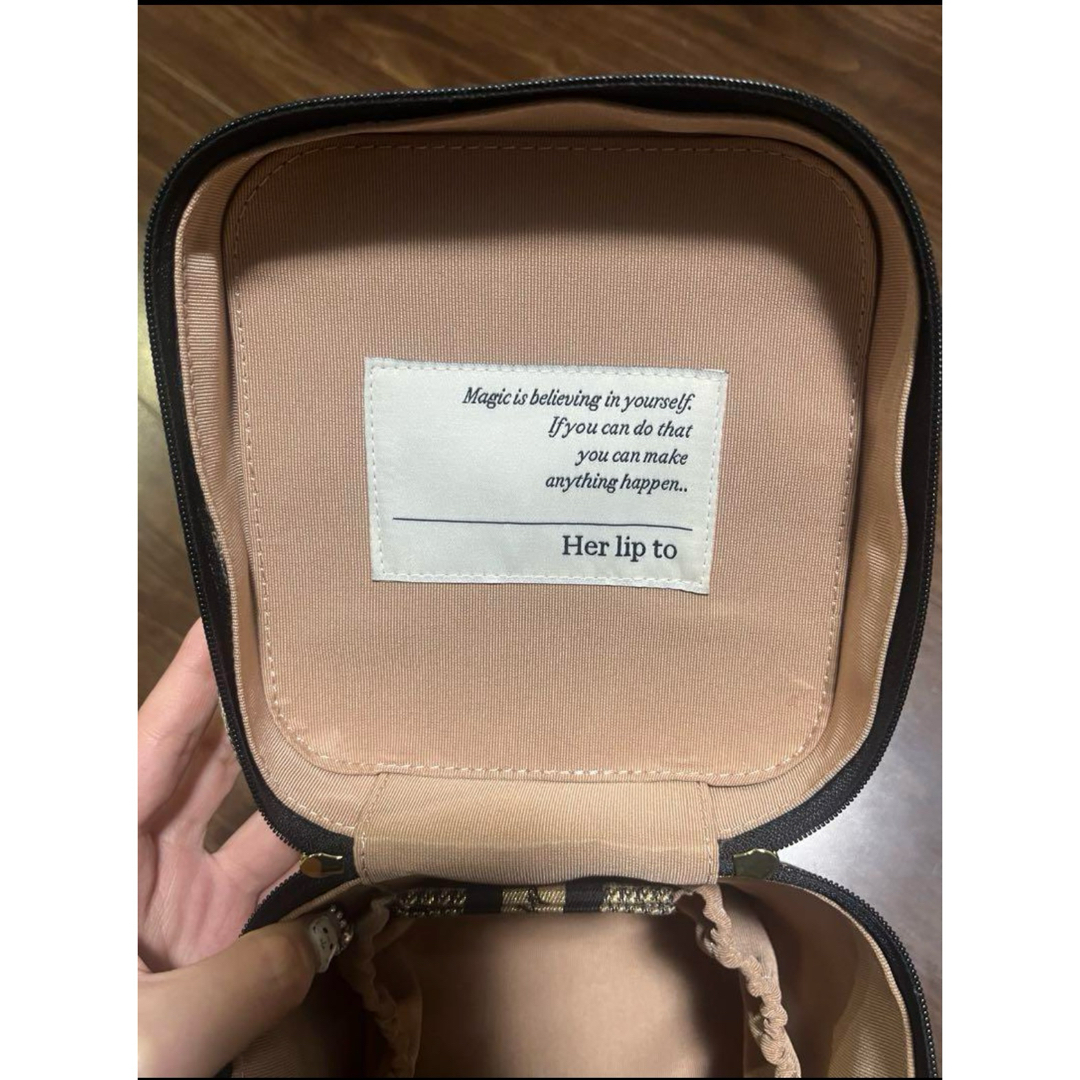 Magic is believing in yourself.
If you can do that
you can make
anything happen..
Her lip to